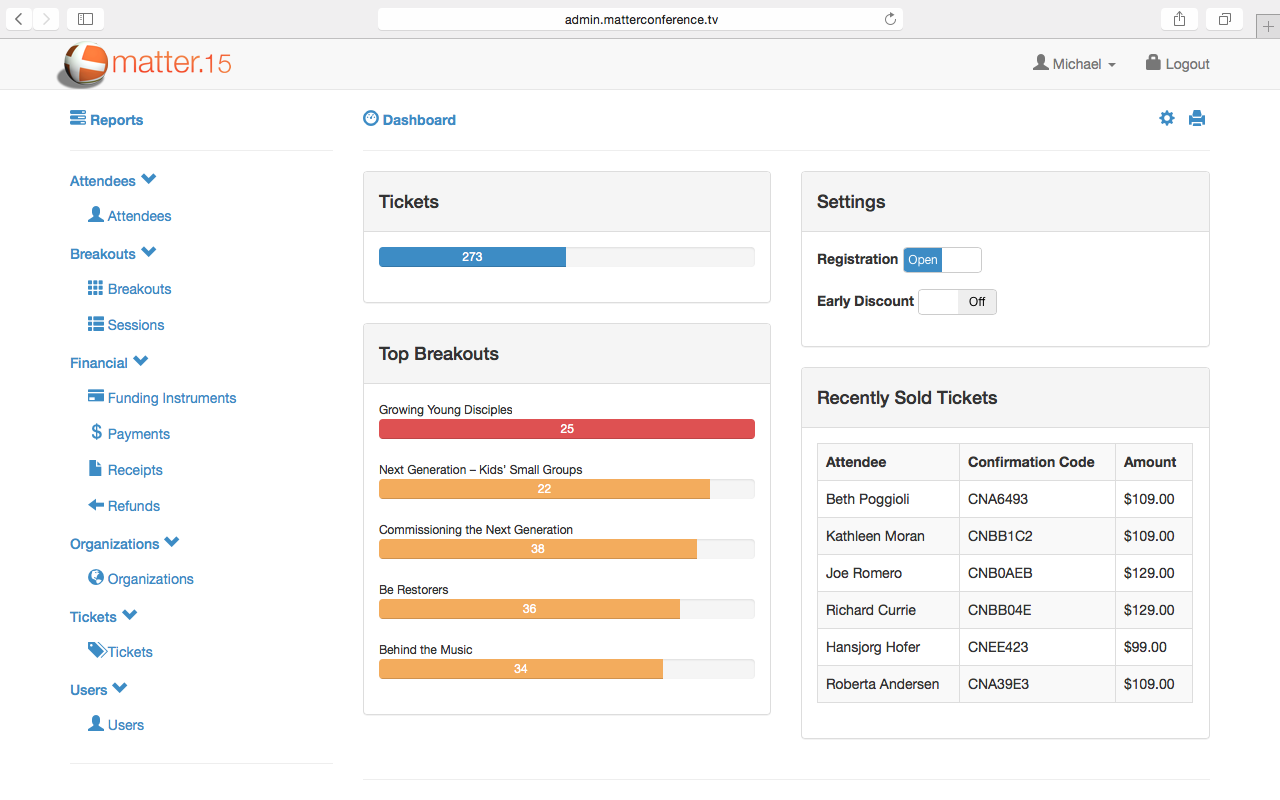 admin.matterconference.tv
matter.15
Michael
Logout
Reports
Attendees
Attendees
Breakouts
Breakouts
Sessions
Financial
Funding Instruments
Payments
Receipts
Refunds
Organizations
Organizations
Tickets
Tickets
Users
Users
Dashboard
Tickets
273
Top Breakouts
Growing Young Disciples
25
Next Generation – Kids’ Small Groups
22
Commissioning the Next Generation
38
Be Restorers
36
Behind the Music
34
Settings
Registration Open
Early Discount Off
Recently Sold Tickets
Attendee Confirmation Code Amount
Beth Poggioli CNA6493 $109.00
Kathleen Moran CNBB1C2 $109.00
Joe Romero CNB0AEB $129.00
Richard Currie CNBB04E $129.00
Hansjorg Hofer CNEE423 $99.00
Roberta Andersen CNA39E3 $109.00